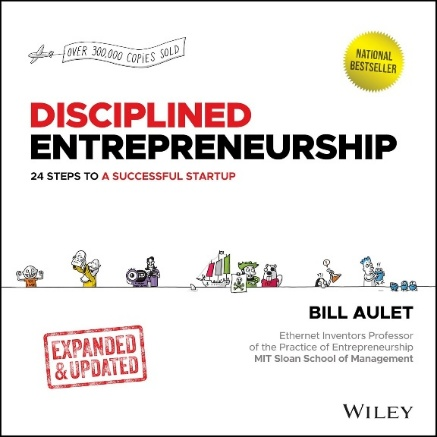 OVER 300,000 COPIES SOLD
NATIONAL
BESTSELLER
DISCIPLINED
ENTREPRENEURSHIP
24 STEPS TO A SUCCESSFUL STARTUP
BILL AULET
Ethernet Inventors Professor
of the Practice of Entrepreneurship
MIT Sloan School of Management
EXPANDED
& UPDATED
WILEY